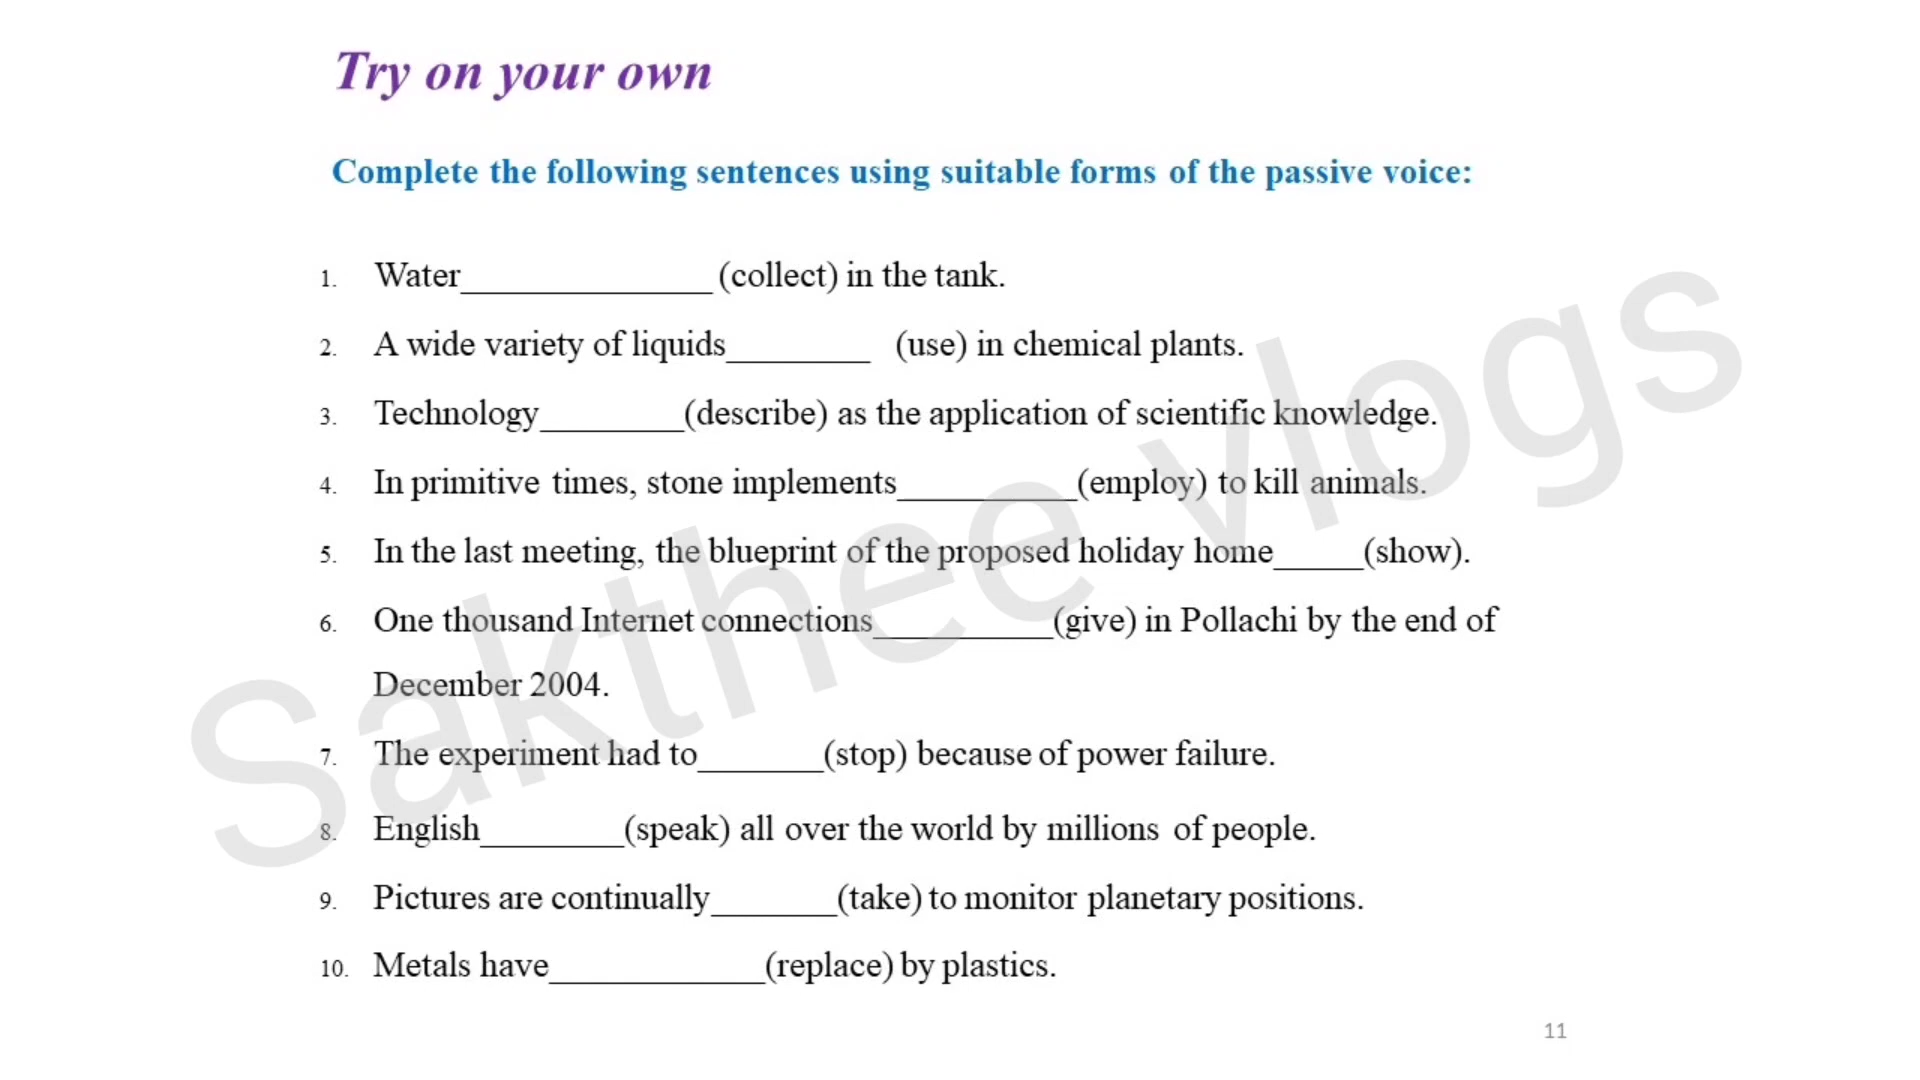 Try on your own
Complete the following sentences using suitable forms of the passive voice:
1. Water______________(collect) in the tank.
2. A wide variety of liquids________ (use) in chemical plants.
3. Technology________(describe) as the application of scientific knowledge.
4. In primitive times, stone implements__________(employ) to kill animals.
5. In the last meeting, the blueprint of the proposed holiday home_____(show).
6. One thousand Internet connections__________(give) in Pollachi by the end of
December 2004.
7. The experiment had to_______(stop) because of power failure.
8. English________(speak) all over the world by millions of people.
9. Pictures are continually_______(take) to monitor planetary positions.
10. Metals have____________(replace) by plastics.
11
Sakthee vlogs